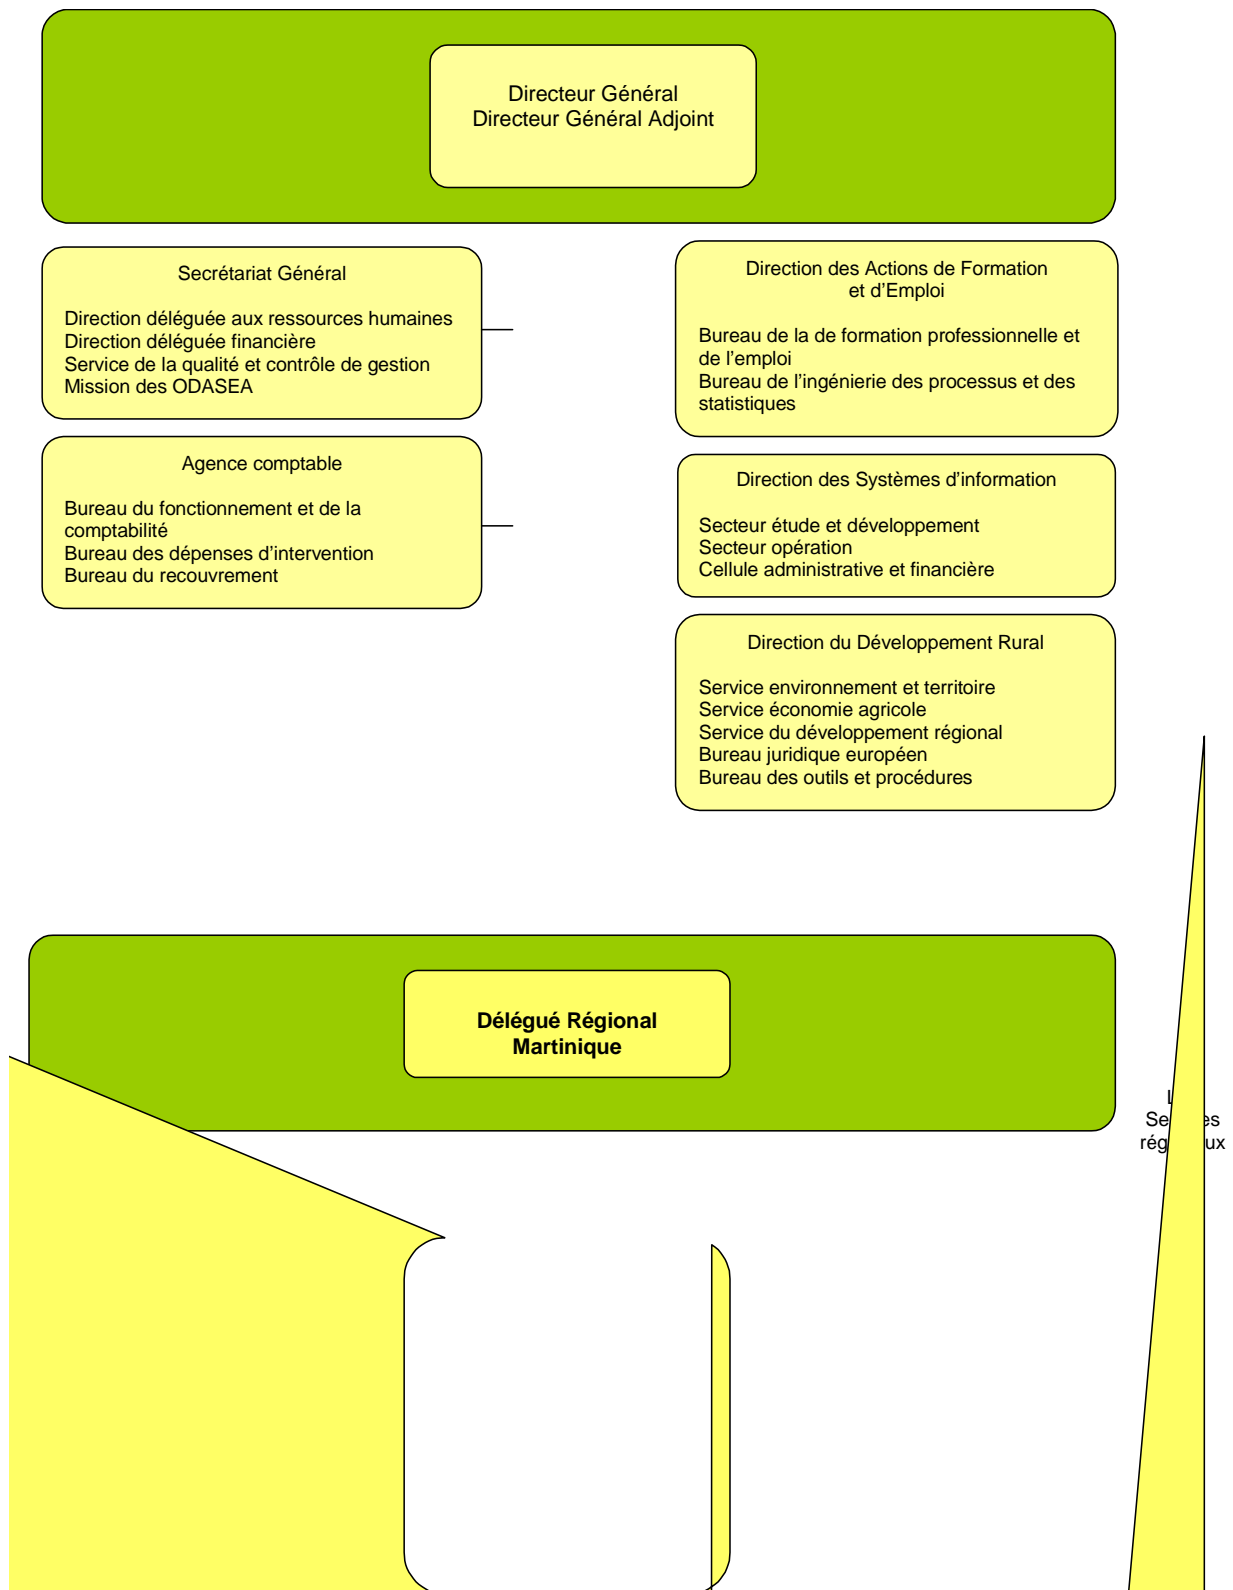 Directeur Général
Directeur Général Adjoint
Secrétariat Général
Direction déléguée aux ressources humaines
Direction déléguée financière
Service de la qualité et contrôle de gestion
Mission des ODASEA
Agence comptable
Bureau du fonctionnement et de la
comptabilité
Bureau des dépenses d'intervention
Bureau du recouvrement
Direction des Actions de Formation
et d'Emploi
Bureau de la de formation professionnelle et
de l'emploi
Bureau de l'ingénierie des processus et des
statistiques
Direction des Systèmes d'information
Secteur étude et développement
Secteur opération
Cellule administrative et financière
Direction du Développement Rural
Service environnement et territoire
Service économie agricole
Service du développement régional
Bureau juridique européen
Bureau des outils et procédures
Délégué Régional
Martinique